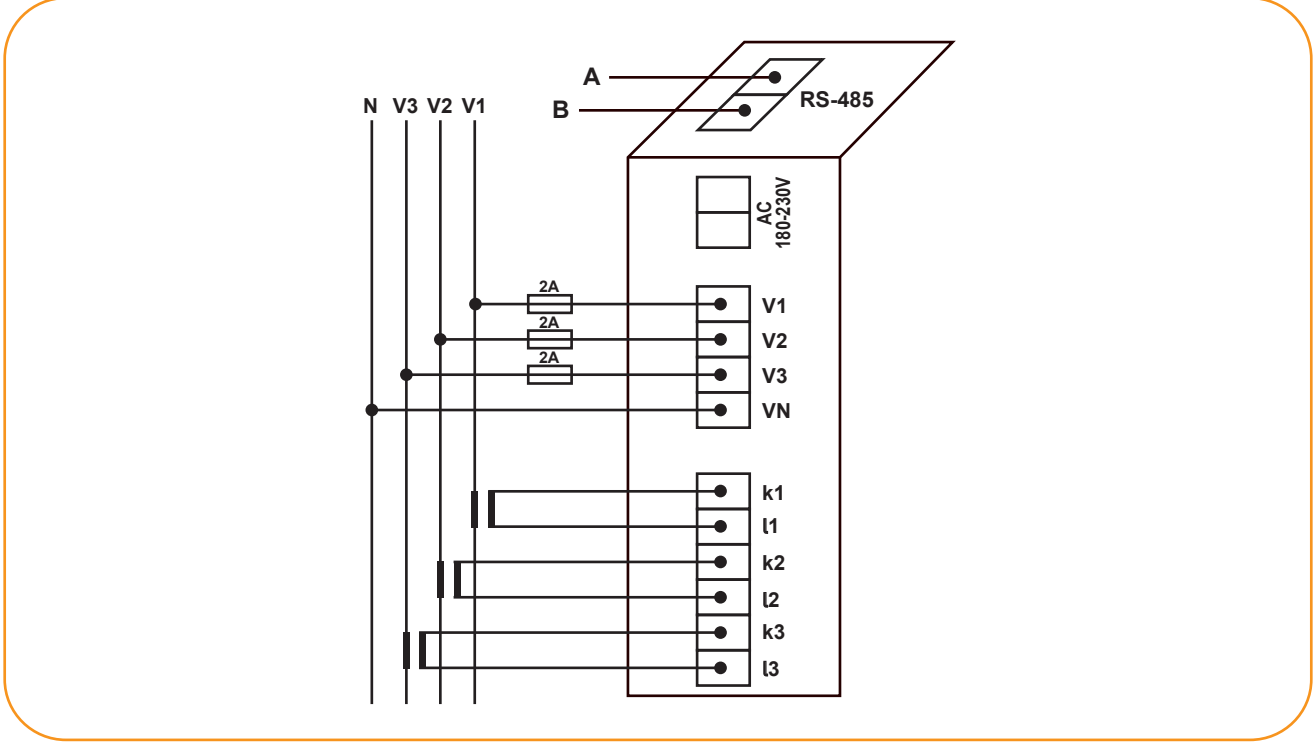 A
B
RS-485
N V3 V2 V1
AC
180-230V
2A
V1
2A
V2
2A
V3
VN
k1
l1
k2
l2
k3
l3